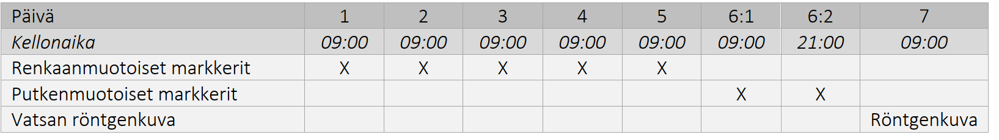 Päivä 1 2 3 4 5 6:1 6:2 7
Kellonaika 09:00 09:00 09:00 09:00 09:00 09:00 21:00 09:00
Renkaanmuotoiset markkerit X X X X X
Putkenmuotoiset markkerit X X
Vatsan röntgenkuva Röntgenkuva